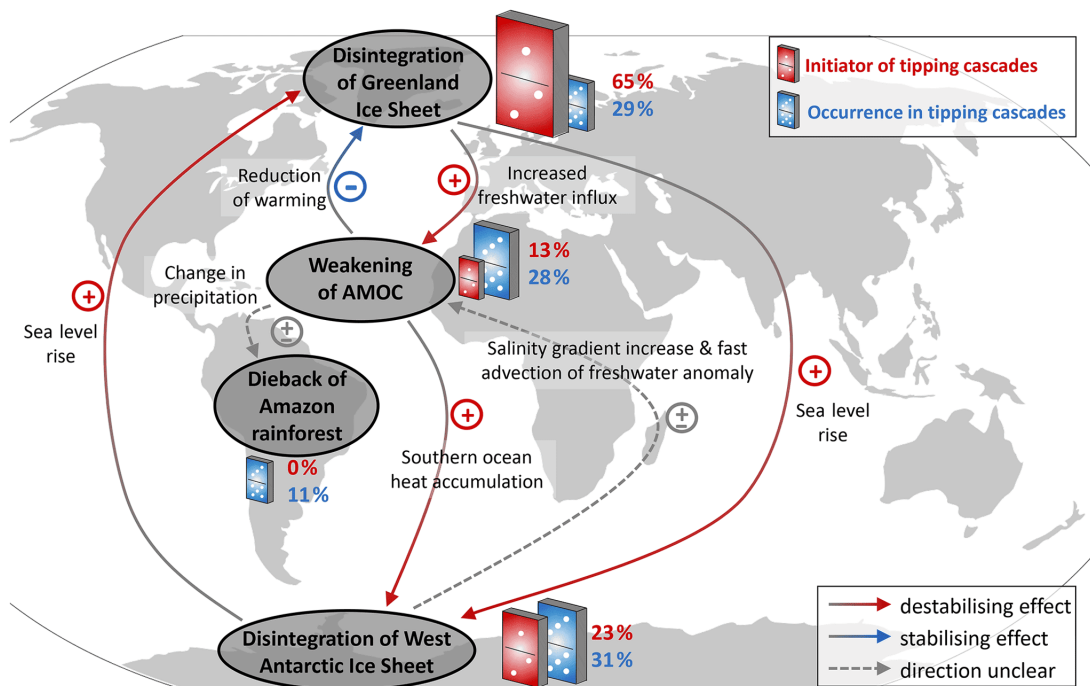 Disintegration
of Greenland
Ice Sheet
65%
29%
Initiator of tipping cascades
Occurrence in tipping cascades
Reduction
of warming
−
+
Increased
freshwater influx
Weakening
of AMOC
13%
28%
Change in
precipitation
±
+
Sea level
rise
Salinity gradient increase & fast
advection of freshwater anomaly
±
+
Sea level
rise
Dieback of
Amazon
rainforest
0%
11%
+
Southern ocean
heat accumulation
Disintegration of West
Antarctic Ice Sheet
23%
31%
destabilising effect
stabilising effect
direction unclear